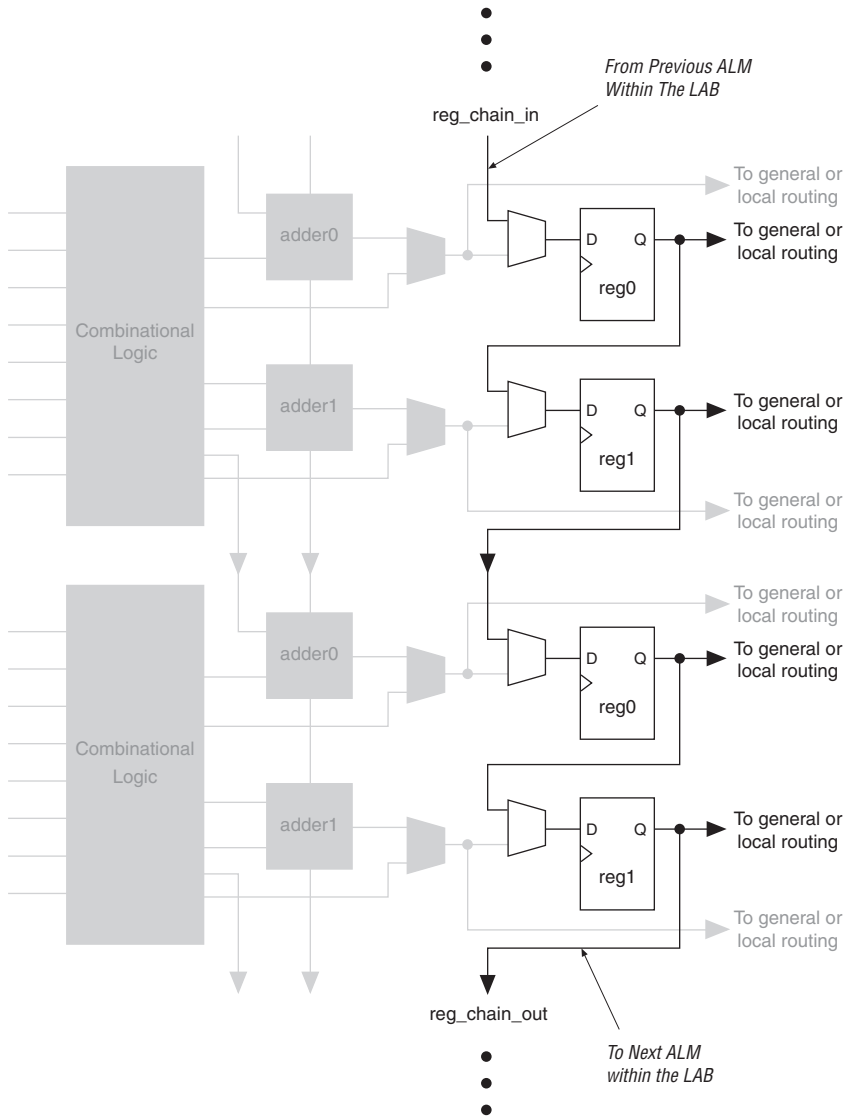 From Previous ALM
Within The LAB
reg_chain_in
To general or
local routing
adder0
D Q
To general or
local routing
reg0
Combinational
Logic
adder1
D Q
To general or
local routing
reg1
To general or
local routing
To general or
local routing
adder0
D Q
To general or
local routing
reg0
Combinational
Logic
adder1
D Q
To general or
local routing
reg1
To general or
local routing
reg_chain_out
To Next ALM
within the LAB